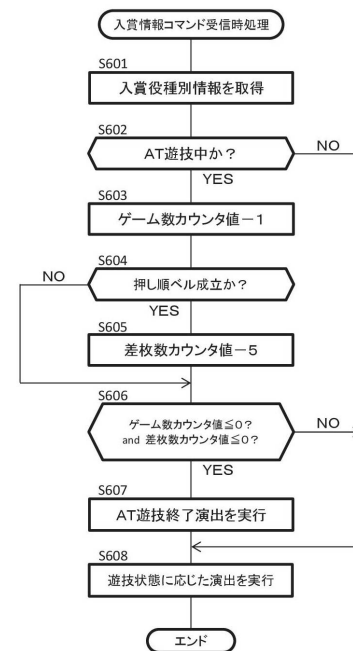 入賞情報コマンド受信時処理
S601
入賞役種別情報を取得
S602
AT遊技中か？
NO
YES
S603
ゲーム数カウンタ値－1
S604
NO
押し順ベル成立か？
YES
S605
差枚数カウンタ値－5
S606
ゲーム数カウンタ値≦0？
and 差枚数カウンタ値≦0？
NO
YES
S607
AT遊技終了演出を実行
S608
遊技状態に応じた演出を実行
エンド